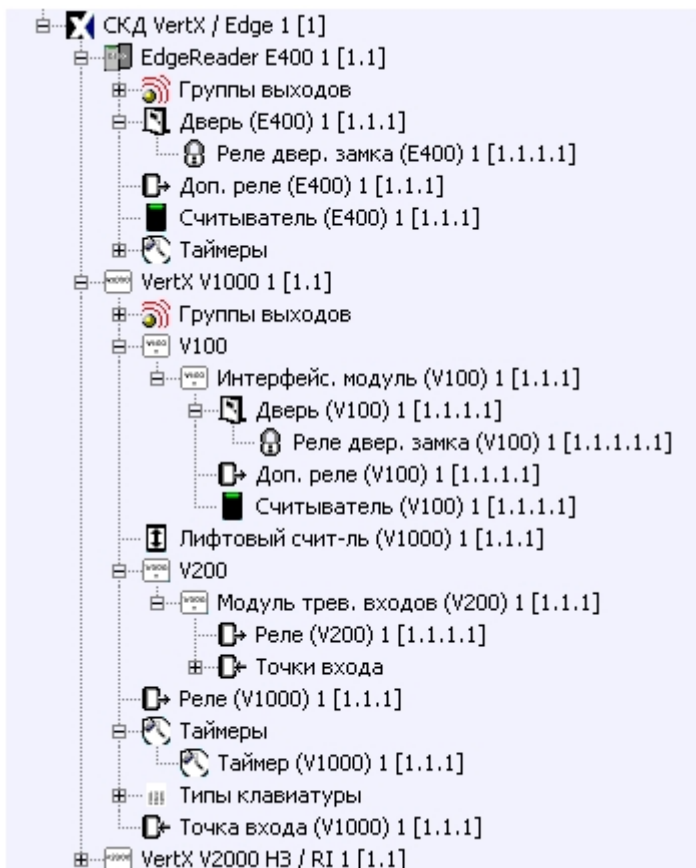 СКД VertX / Edge 1 [1]
EdgeReader E400 1 [1.1]
Группы выходов
Дверь (E400) 1 [1.1.1]
Реле двер. замка (E400) 1 [1.1.1.1]
Доп. реле (E400) 1 [1.1.1]
Считыватель (E400) 1 [1.1.1]
Таймеры
VertX V1000 1 [1.1]
Группы выходов
V100
Интерфейс. модуль (V100) 1 [1.1.1]
Дверь (V100) 1 [1.1.1.1]
Реле двер. замка (V100) 1 [1.1.1.1.1]
Доп. реле (V100) 1 [1.1.1.1]
Считыватель (V100) 1 [1.1.1.1]
Лифтовый счит-ль (V1000) 1 [1.1.1]
V200
Модуль трев. входов (V200) 1 [1.1.1]
Реле (V200) 1 [1.1.1.1]
Точки входа
Реле (V1000) 1 [1.1.1]
Таймеры
Таймер (V1000) 1 [1.1.1]
Типы клавиатуры
Точка входа (V1000) 1 [1.1.1]
VertX V2000 НЗ / RI 1 [1.1]